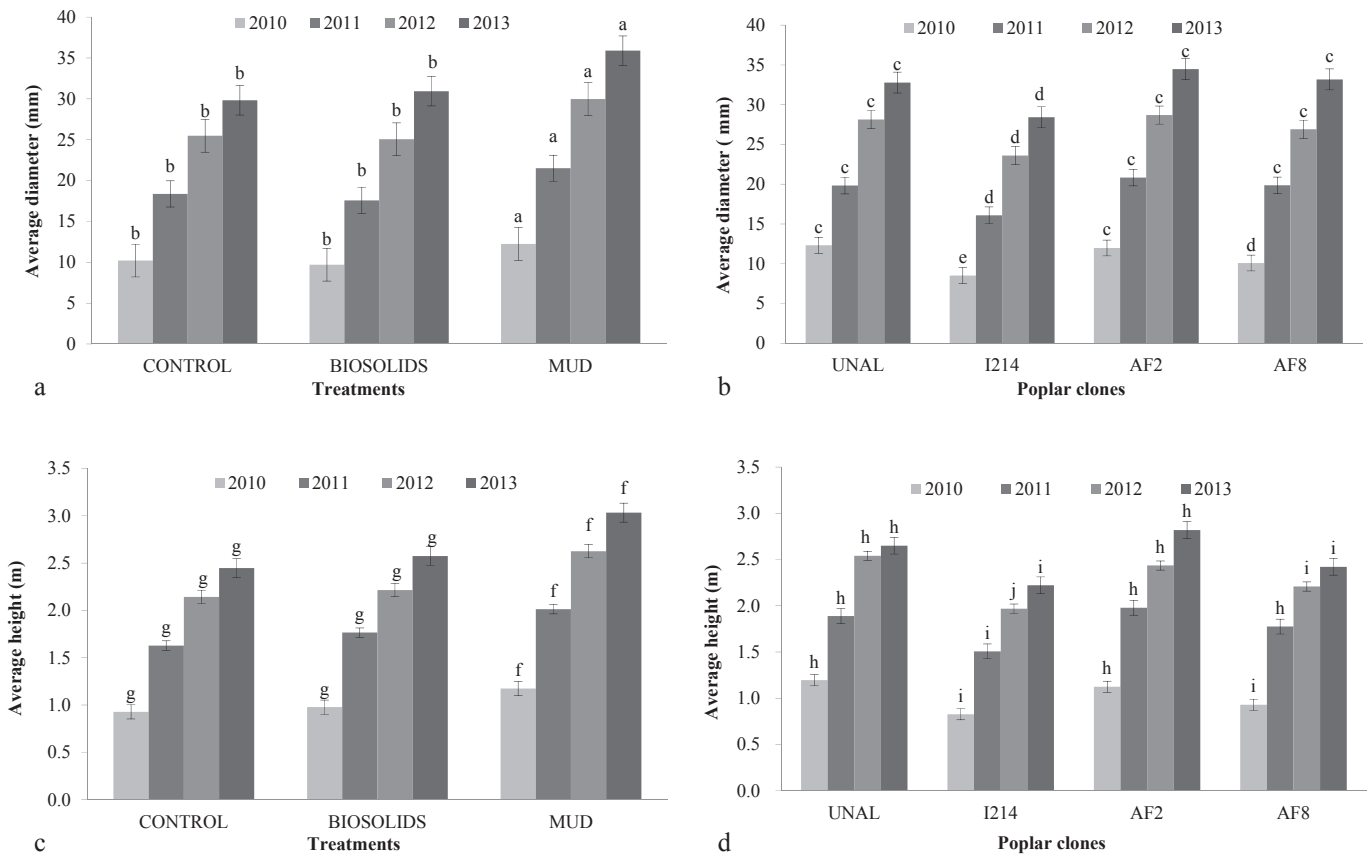 40
35
30
25
20
15
10
5
0
Average diameter (mm)
2010 2011 2012 2013
b b b b
b b b b
a a a a
CONTROL BIOSOLIDS MUD
Treatments
a
40
35
30
25
20
15
10
5
0
Average diameter ( mm)
2010 2011 2012 2013
c c c c
e d d d
c c c c
d c c c
UNAL I214 AF2 AF8
Poplar clones
b
3.5
3.0
2.5
2.0
1.5
1.0
0.5
0.0
Average height (m)
2010 2011 2012 2013
g g g g
g g g g
f f f f
CONTROL BIOSOLIDS MUD
Treatments
c
3.5
3.0
2.5
2.0
1.5
1.0
0.5
0.0
Average height (m)
2010 2011 2012 2013
h h h h
i i j i
h h h h
i h i i
UNAL I214 AF2 AF8
Poplar clones
d